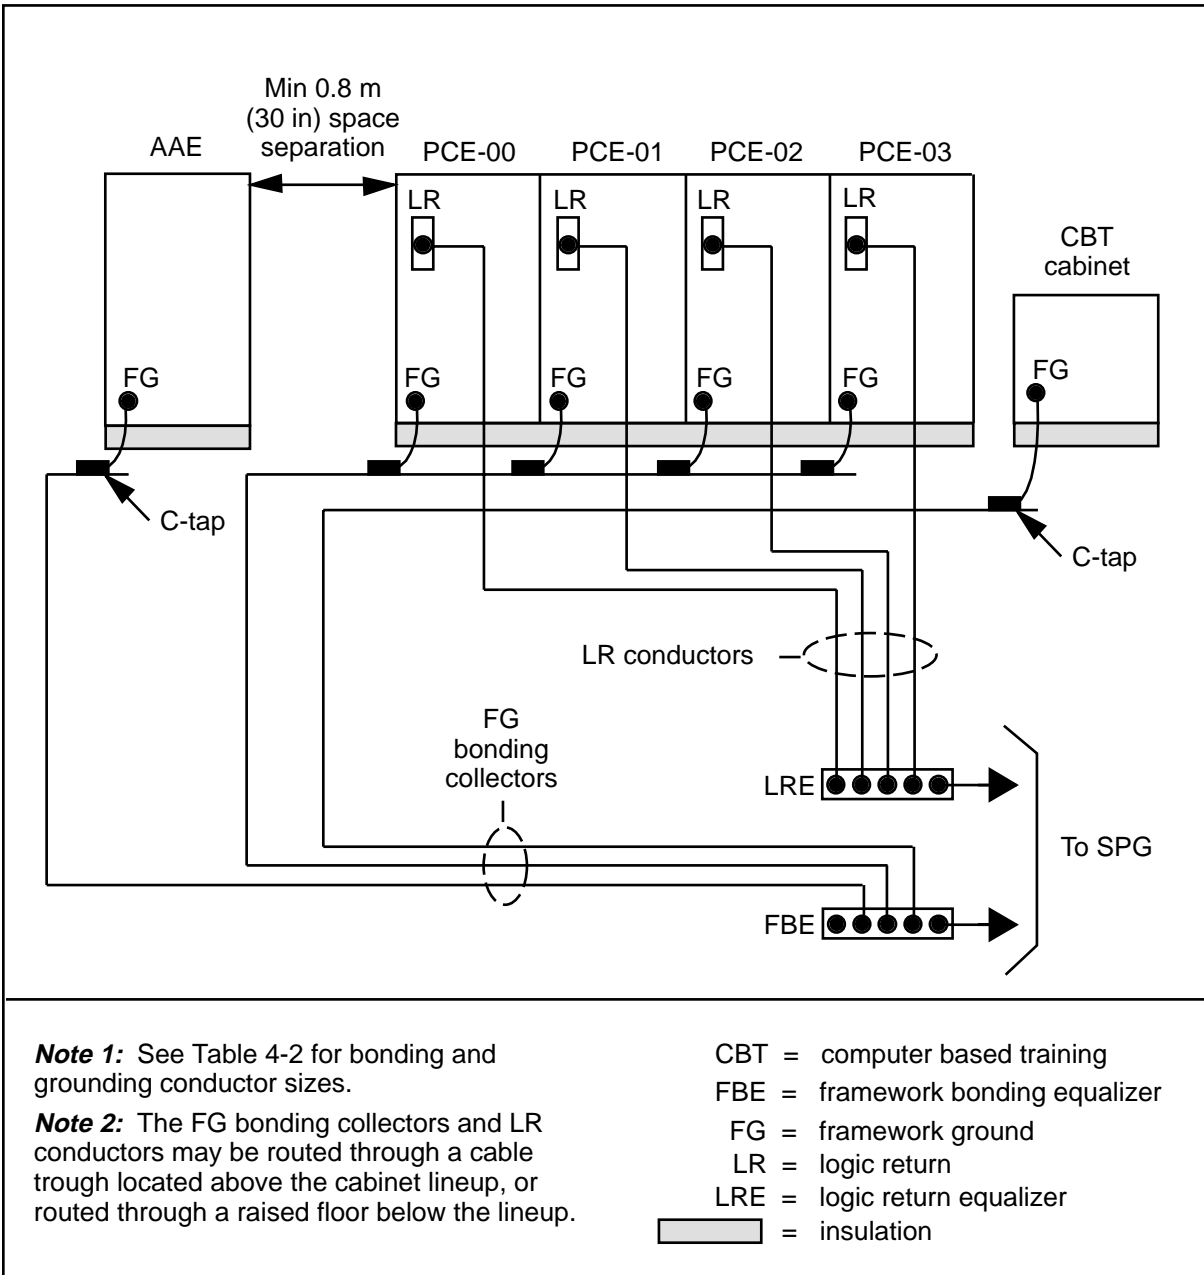 Min 0.8 m
(30 in) space
separation
AAE
PCE-00
PCE-01
PCE-02
PCE-03
LR
LR
LR
LR
CBT
cabinet
FG
FG
FG
FG
FG
FG
C-tap
C-tap
LR conductors
FG
bonding
collectors
LRE
To SPG
FBE
Note 1: See Table 4-2 for bonding and
grounding conductor sizes.
Note 2: The FG bonding collectors and LR
conductors may be routed through a cable
trough located above the cabinet lineup, or
routed through a raised floor below the lineup.
CBT = computer based training
FBE = framework bonding equalizer
FG = framework ground
LR = logic return
LRE = logic return equalizer
= insulation